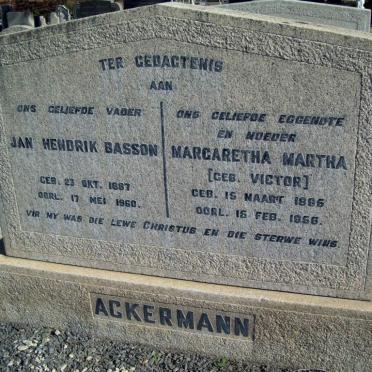 TER GEDAGTENIS
AAN
ONS GELIEFDE VADER
JAN HENDRIK BASSON
GEB. 23 OKT. 1887
OORL. 17 MEI 1960.
ONS GELIEFDE EGGENOTE
EN MOEDER
MARGARETHA MARTHA
[GEB. VICTOR]
GEB. 15 MAART 1886
OORL. 15 FEB. 1956.
VIR MY WAS DIE LEWE CHRISTUS EN DIE STERWE WINS
ACKERMANN